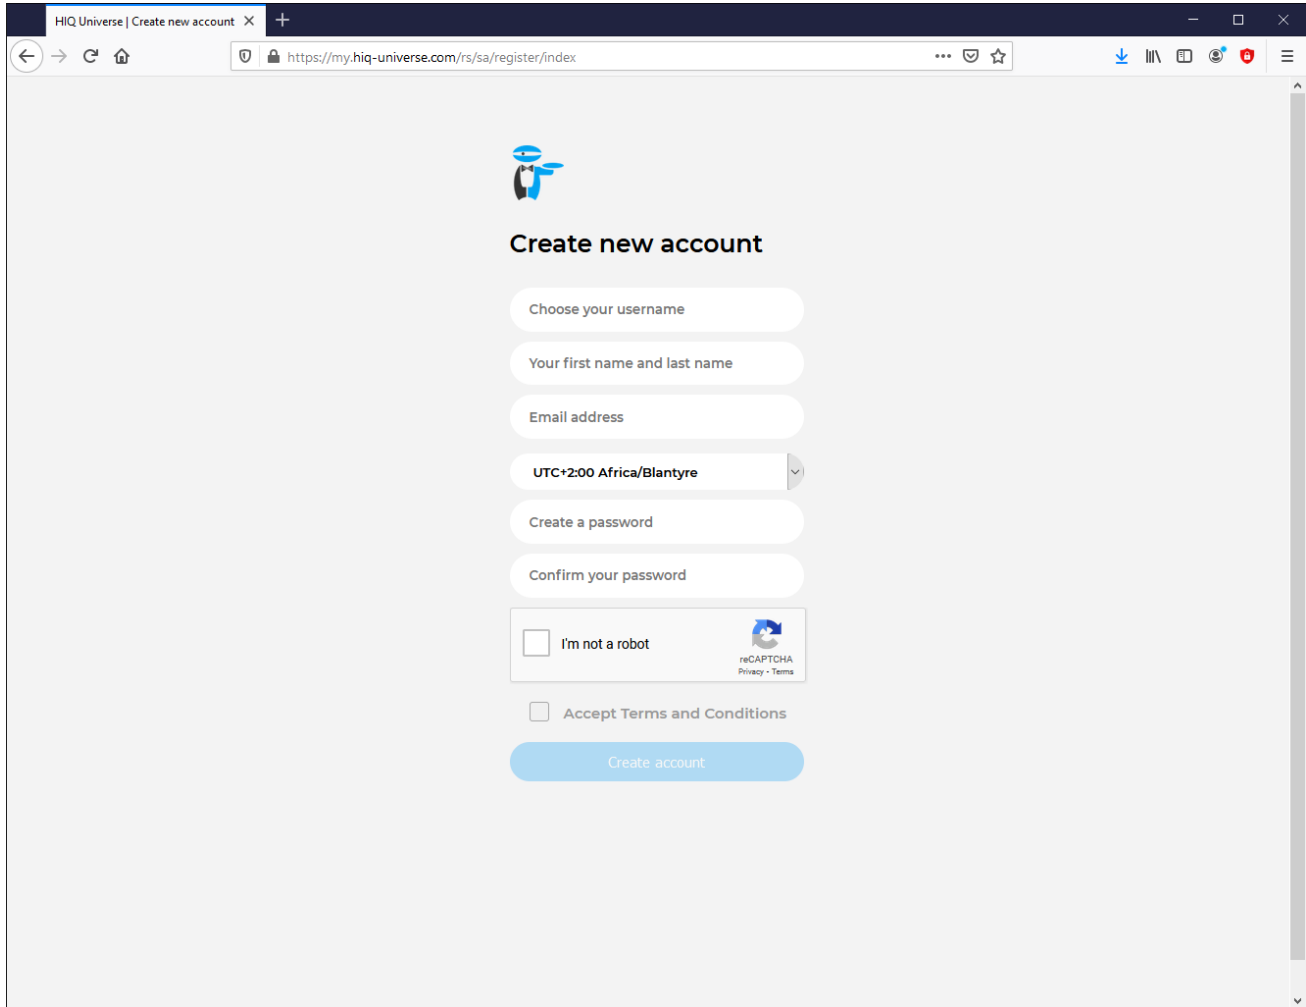 HIQ Universe | Create new account
https://my.hiq-universe.com/rs/sa/register/index
Create new account
Choose your username
Your first name and last name
Email address
UTC+2:00 Africa/Blantyre
Create a password
Confirm your password
I'm not a robot
reCAPTCHA
Privacy - Terms
Accept Terms and Conditions
Create account